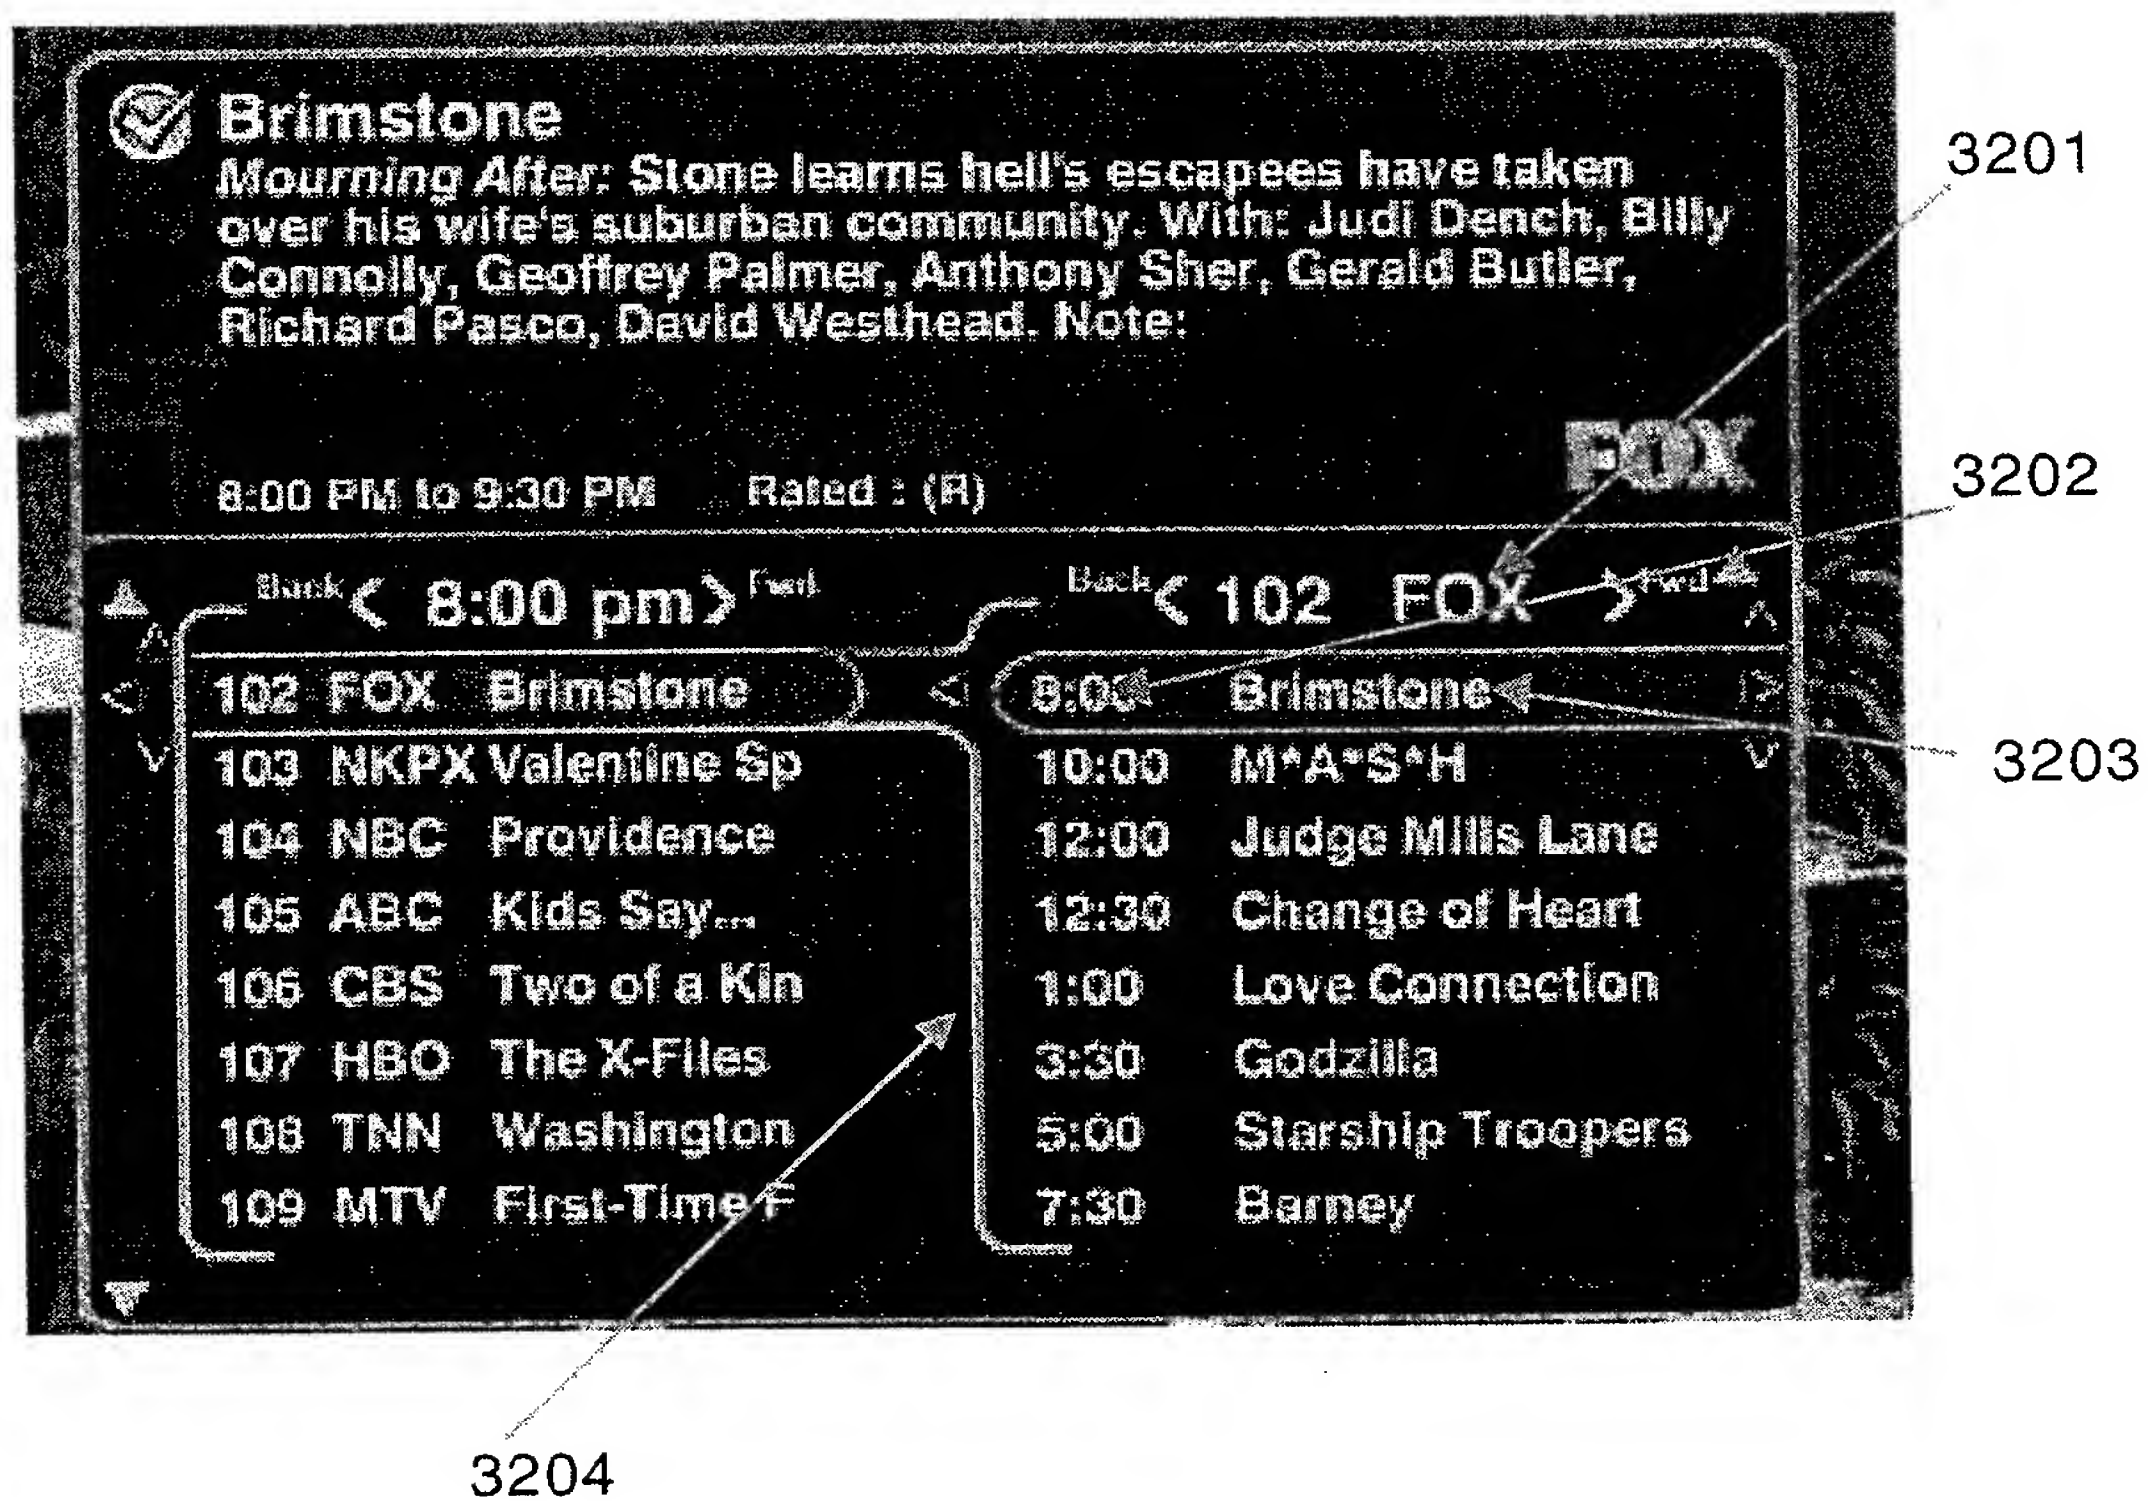 Brimstone
Mourning After: Stone learns hell's escapees have taken
over his wife's suburban community. With: Judi Dench, Billy
Connolly, Geoffrey Palmer, Anthony Sher, Gerald Butler,
Richard Pasco, David Westhead. Note:
FOX
8:00 PM to 9:30 PM Rated : (R)
Back < 8:00 pm > Fwd
Back < 102 FOX > Fwd
102 FOX Brimstone
103 NKPX Valentine Sp
104 NBC Providence
105 ABC Kids Say...
106 CBS Two of a Kin
107 HBO The X-Files
108 TNN Washington
109 MTV First-Time F
8:00 Brimstone
10:00 M*A*S*H
12:00 Judge Mills Lane
12:30 Change of Heart
1:00 Love Connection
3:30 Godzilla
5:00 Starship Troopers
7:30 Barney
3201
3202
3203
3204